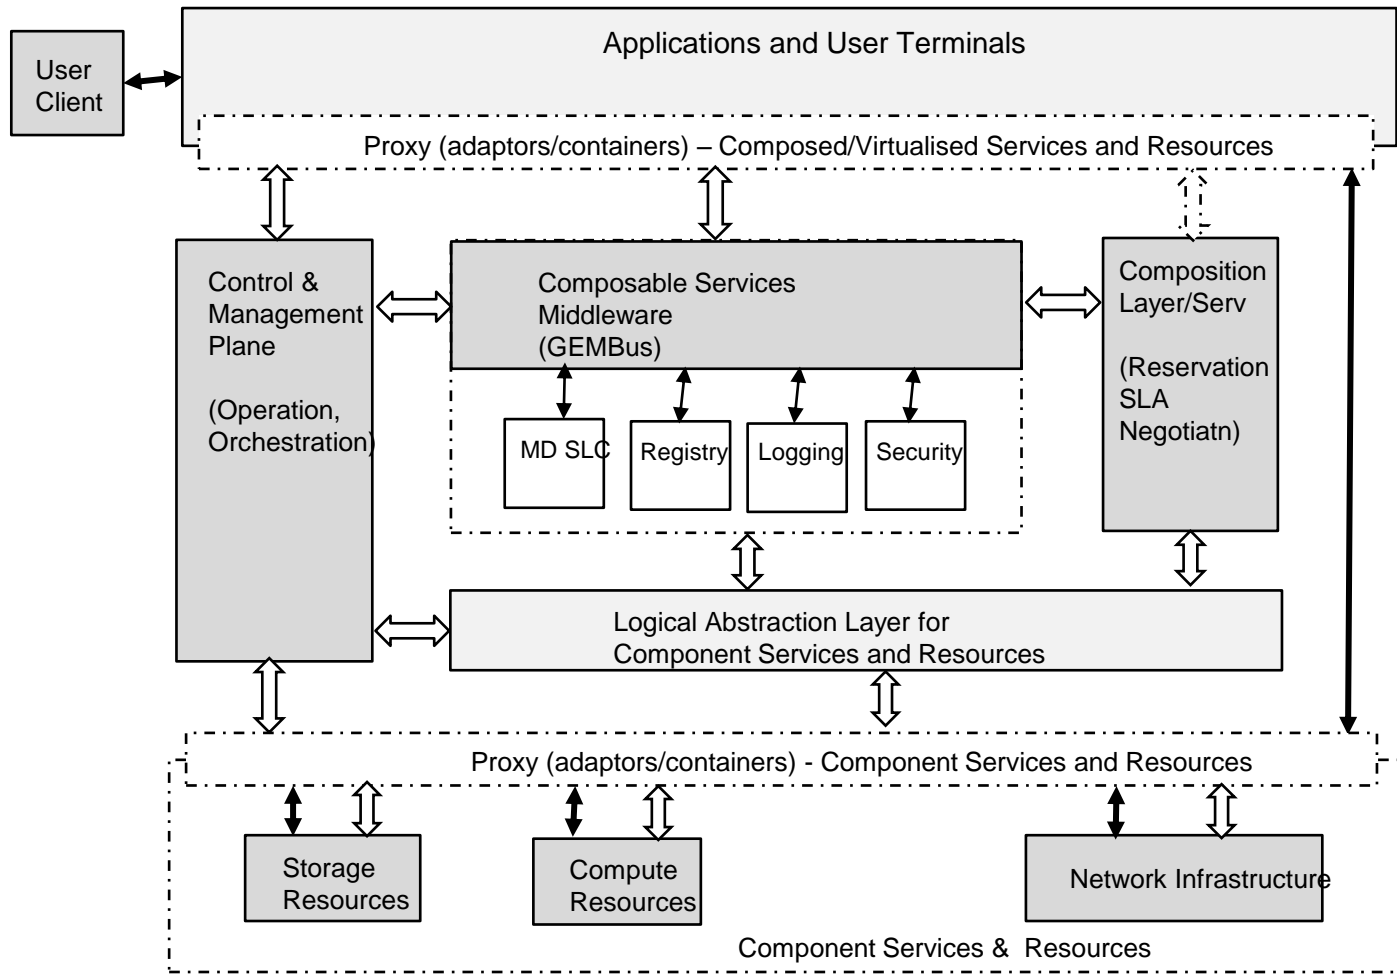 Applications and User Terminals
User
Client
Proxy (adaptors/containers) – Composed/Virtualised Services and Resources
Control &
Management
Plane
(Operation,
Orchestration)
Composable Services
Middleware
(GEMBus)
Composition
Layer/Serv
(Reservation
SLA
Negotiatn)
MD SLC
Registry
Logging
Security
Logical Abstraction Layer for
Component Services and Resources
Proxy (adaptors/containers) - Component Services and Resources
Storage
Resources
Compute
Resources
Network Infrastructure
Component Services & Resources